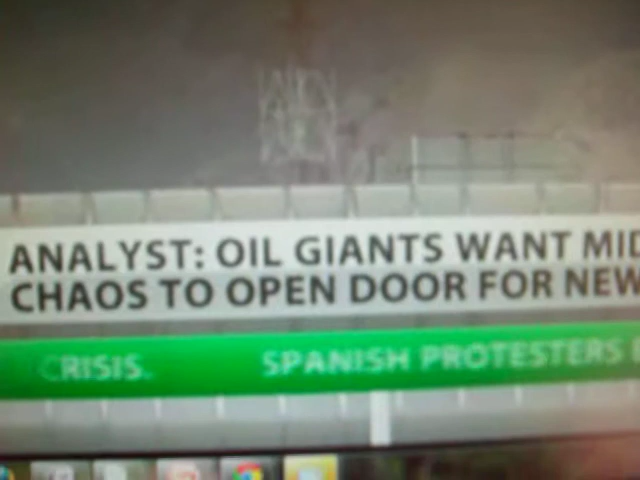 ANALYST: OIL GIANTS WANT MID
CHAOS TO OPEN DOOR FOR NEW
CRISIS. SPANISH PROTESTERS